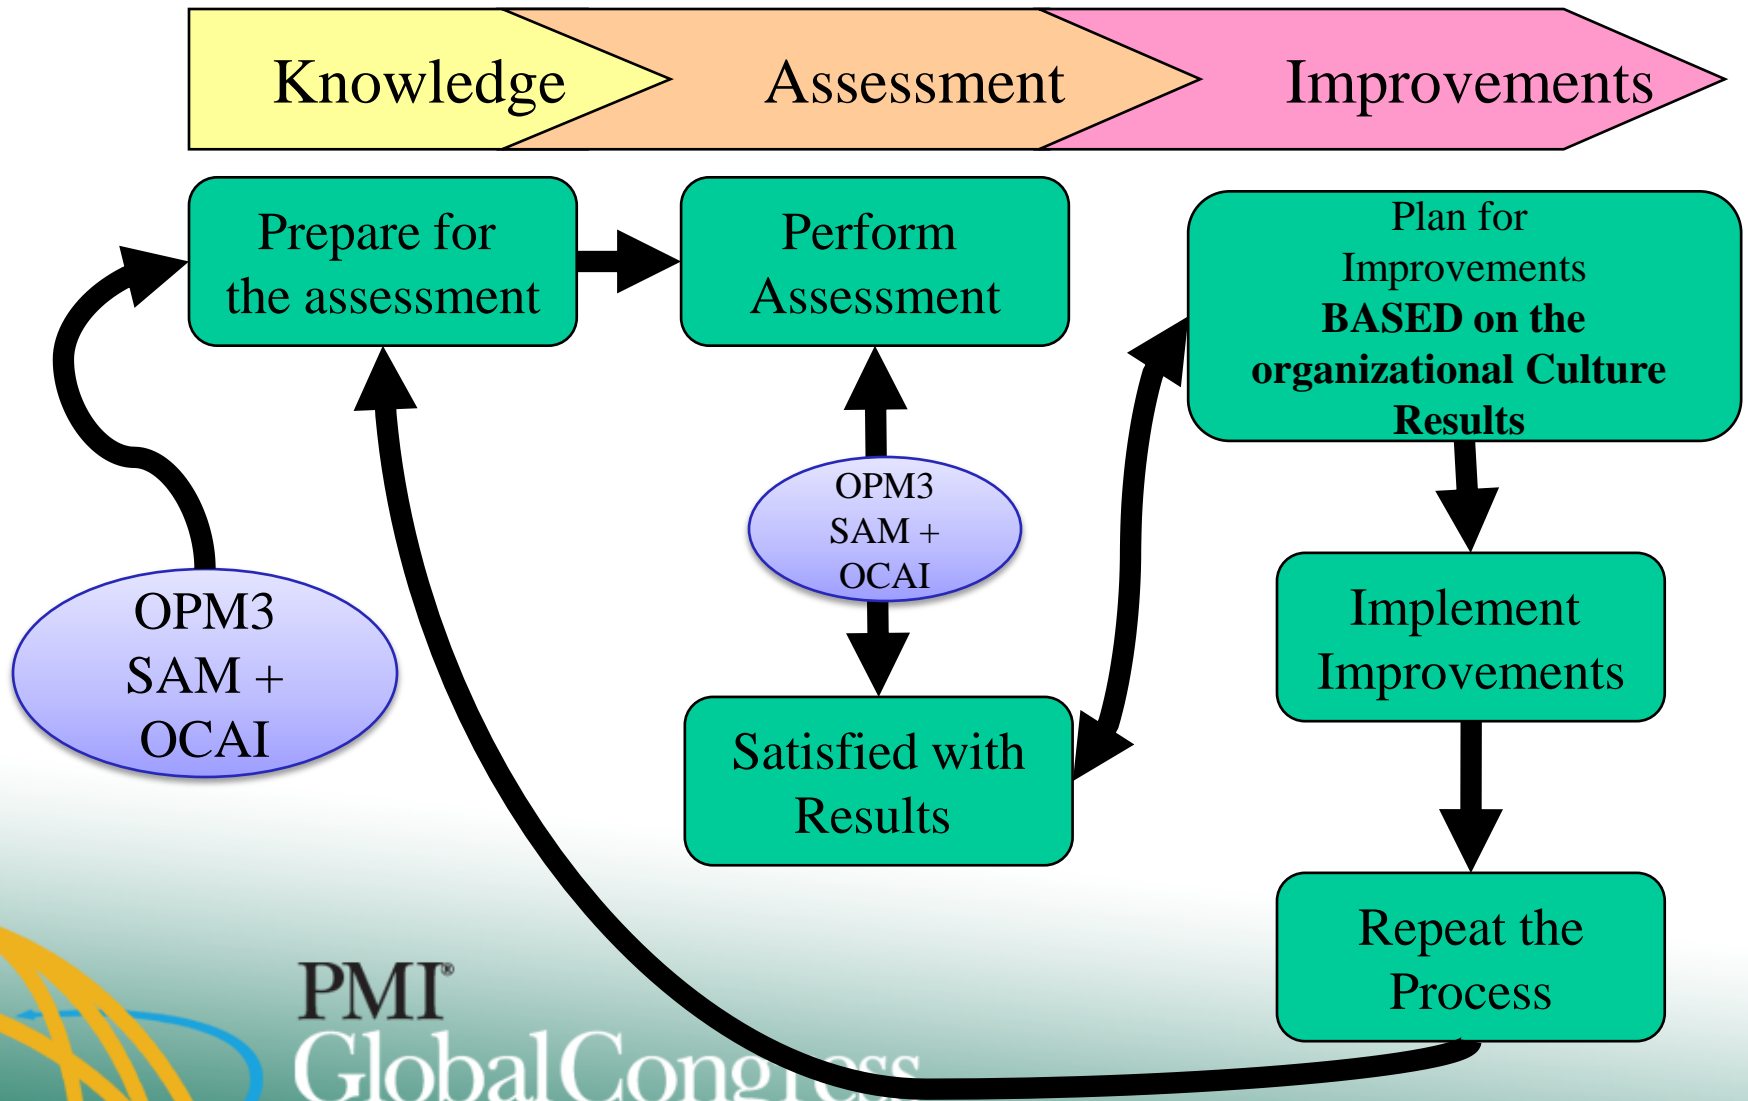 Knowledge
Assessment
Improvements
Prepare for
the assessment
Perform
Assessment
Plan for
Improvements
BASED on the
organizational Culture
Results
OPM3
SAM +
OCAI
OPM3
SAM +
OCAI
Satisfied with
Results
Implement
Improvements
Repeat the
Process
PMI®
GlobalCongress